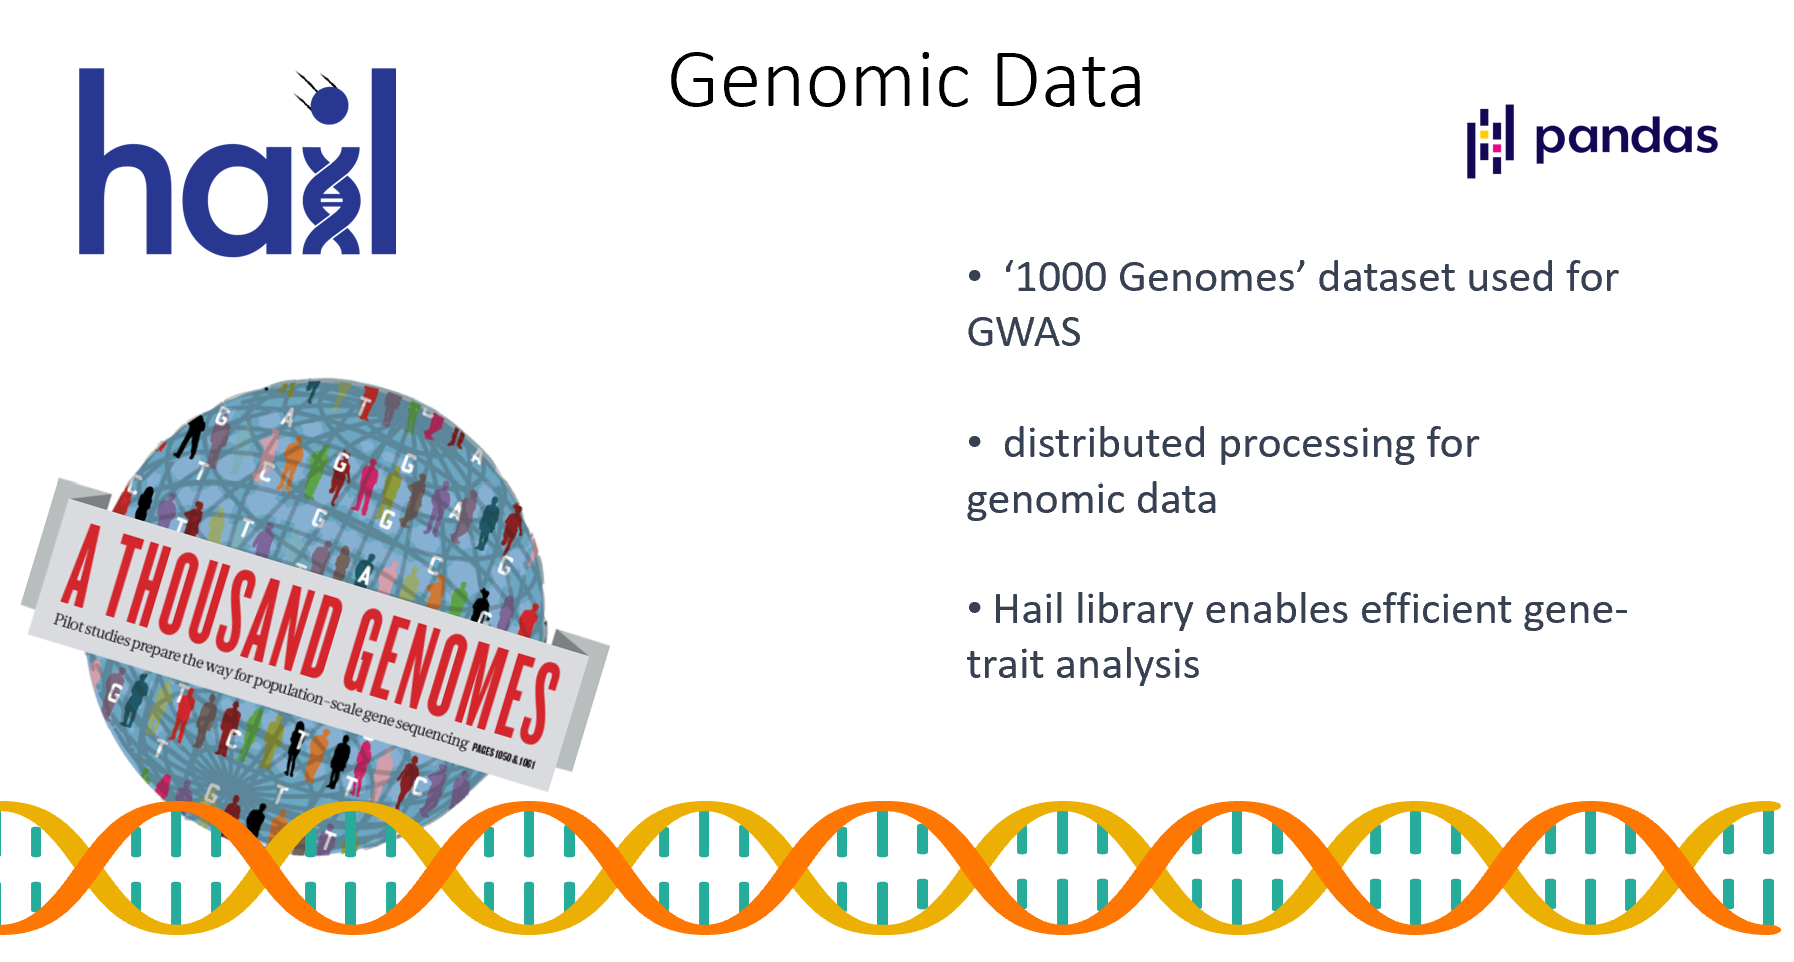 Genomic Data
hail
pandas
• ‘1000 Genomes’ dataset used for
GWAS
• distributed processing for
genomic data
• Hail library enables efficient gene-
trait analysis
A THOUSAND GENOMES
Pilot studies prepare the way for population-scale gene sequencing PAGES 1050 & 1061